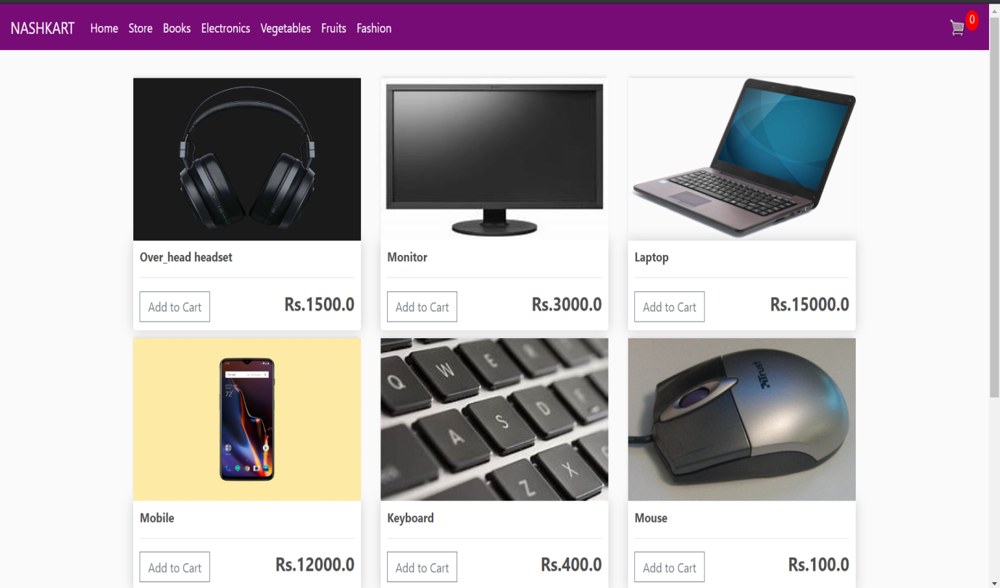 NASHKART Home Store Books Electronics Vegetables Fruits Fashion 0
Over_head headset
Add to Cart Rs.1500.0
Monitor
Add to Cart Rs.3000.0
Laptop
Add to Cart Rs.15000.0
72°
Mobile
Add to Cart Rs.12000.0
Q W E
A S D
Z X
Keyboard
Add to Cart Rs.400.0
Trust
Mouse
Add to Cart Rs.100.0